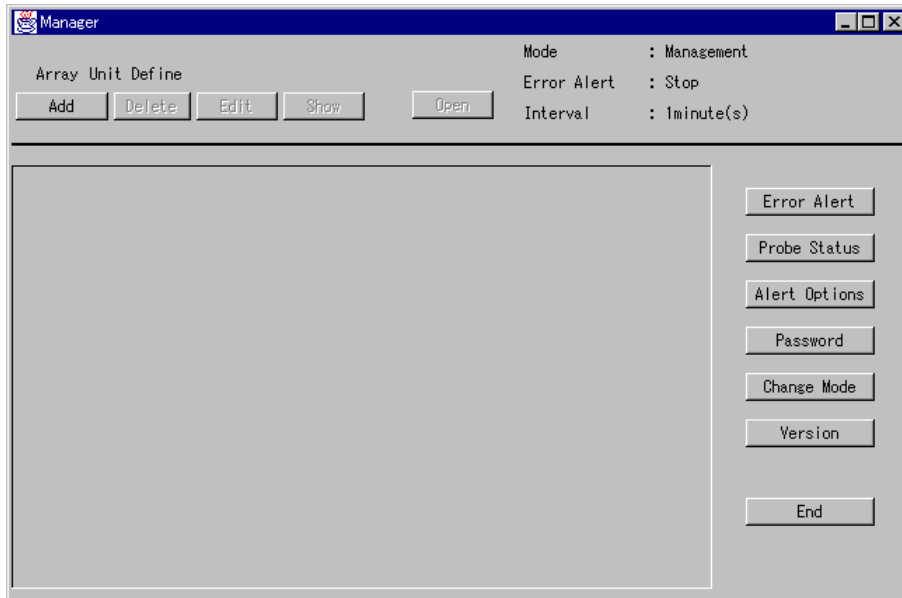 Manager
Mode : Management
Array Unit Define
Error Alert : Stop
Add Delete Edit Show Open
Interval : 1minute(s)
Error Alert
Probe Status
Alert Options
Password
Change Mode
Version
End